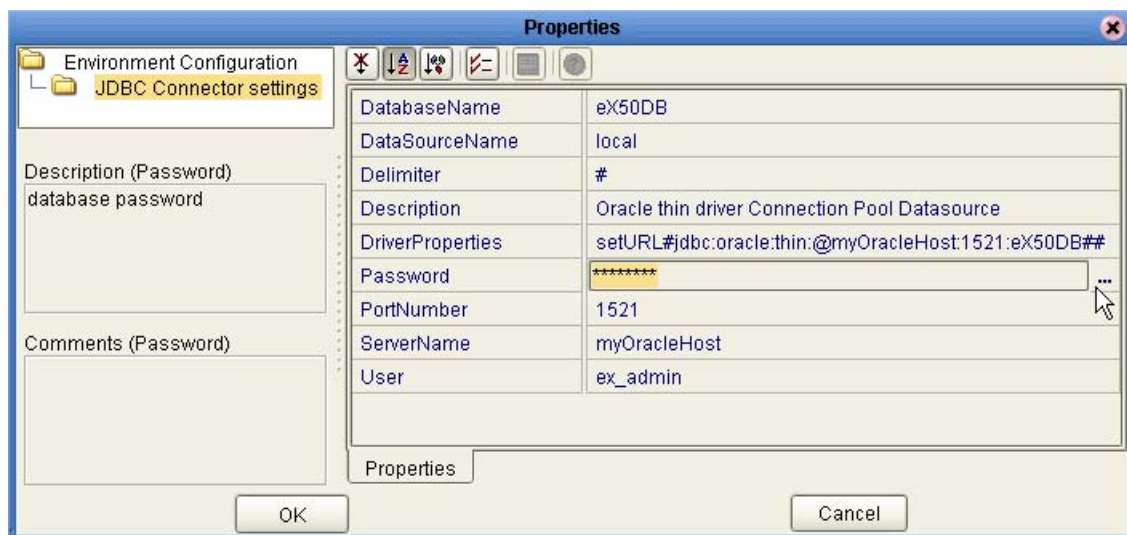 Properties
Environment Configuration
JDBC Connector settings
Description (Password)
database password
Comments (Password)
DatabaseName eX50DB
DataSourceName local
Delimiter #
Description Oracle thin driver Connection Pool Datasource
DriverProperties setURL#jdbc:oracle:thin:@myOracleHost:1521:eX50DB##
Password ******** ...
PortNumber 1521
ServerName myOracleHost
User ex_admin
Properties
OK Cancel